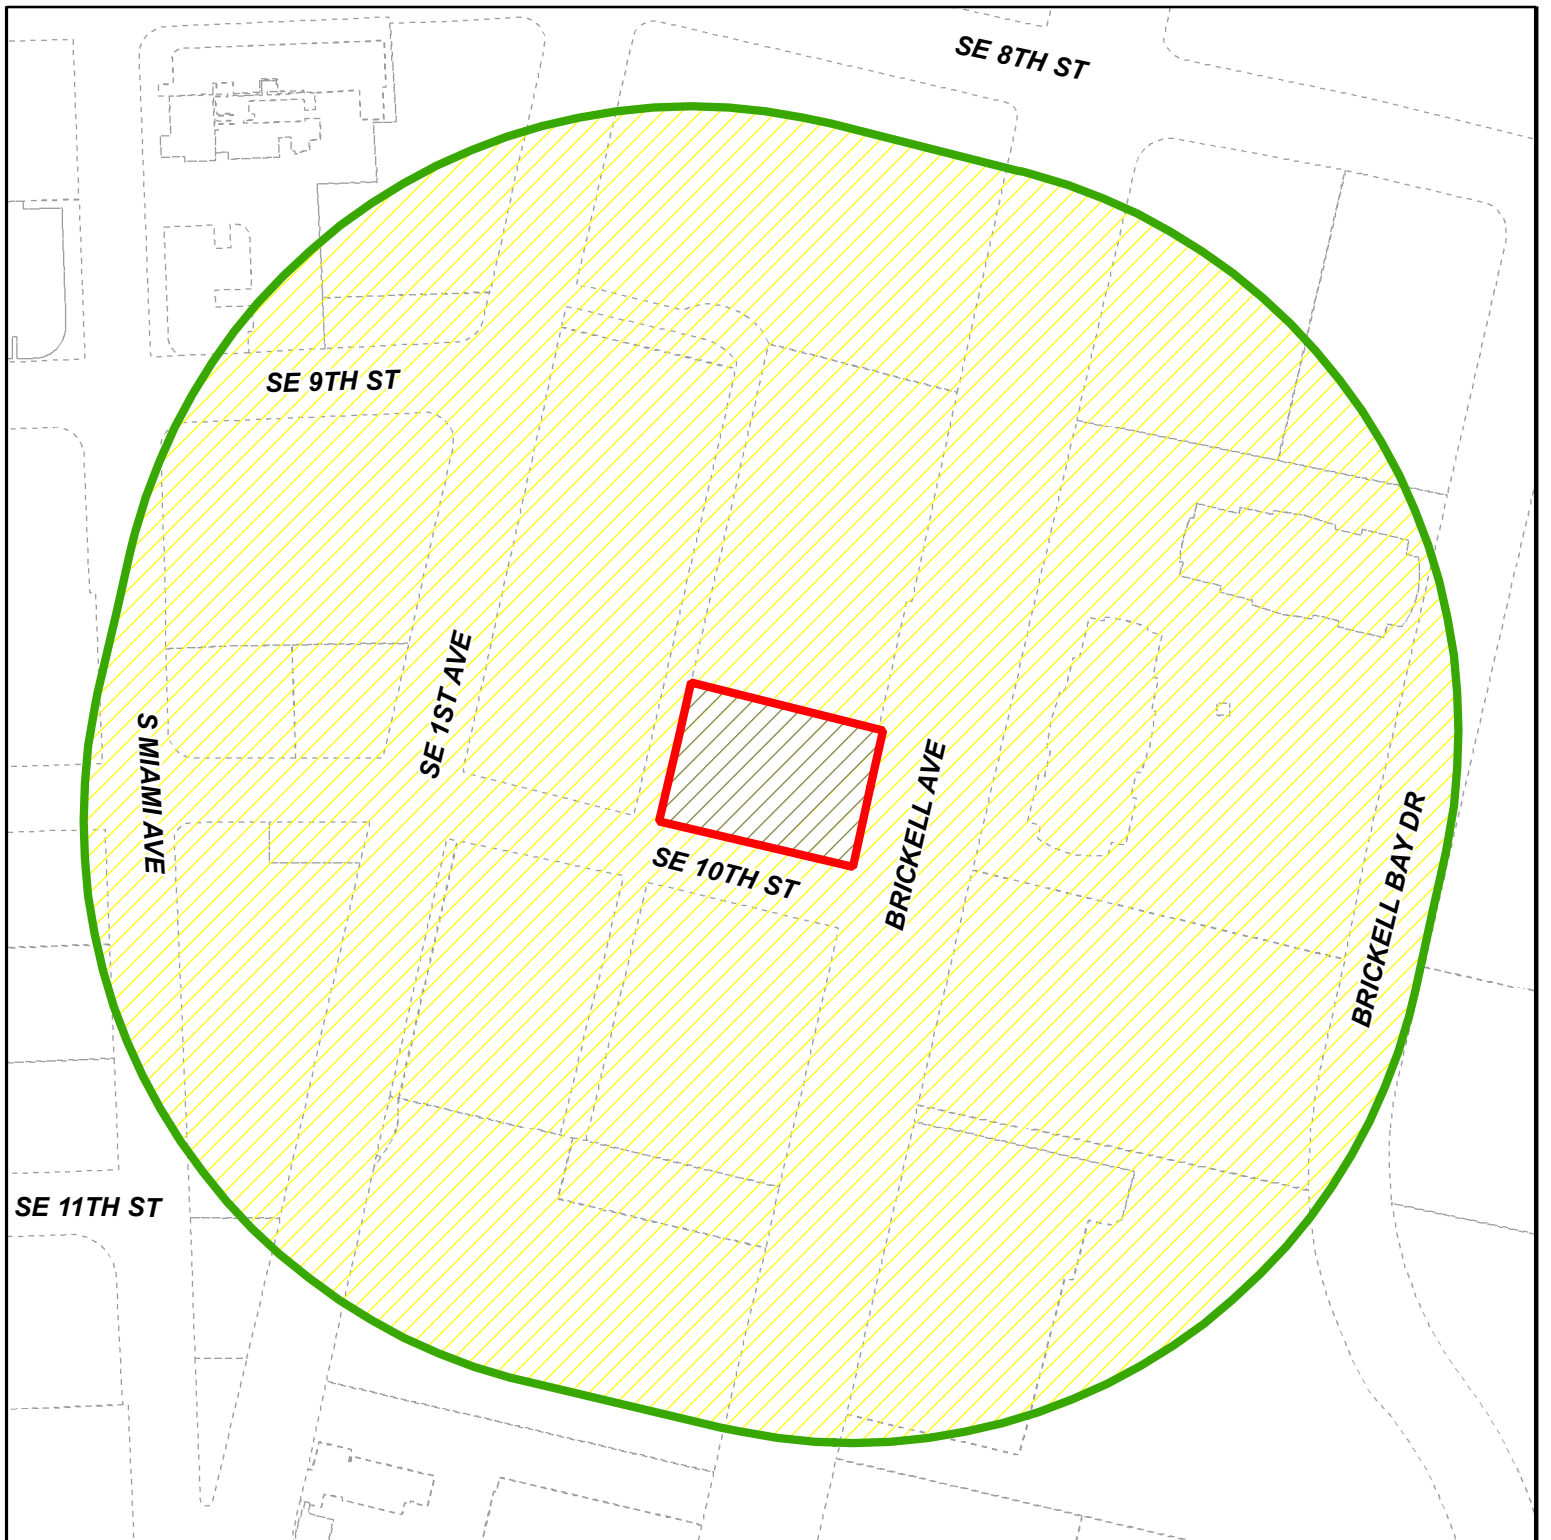 SE 8TH ST
SE 9TH ST
SE 1ST AVE
S MIAMI AVE
BRICKELL AVE
SE 10TH ST
BRICKELL BAY DR
SE 11TH ST